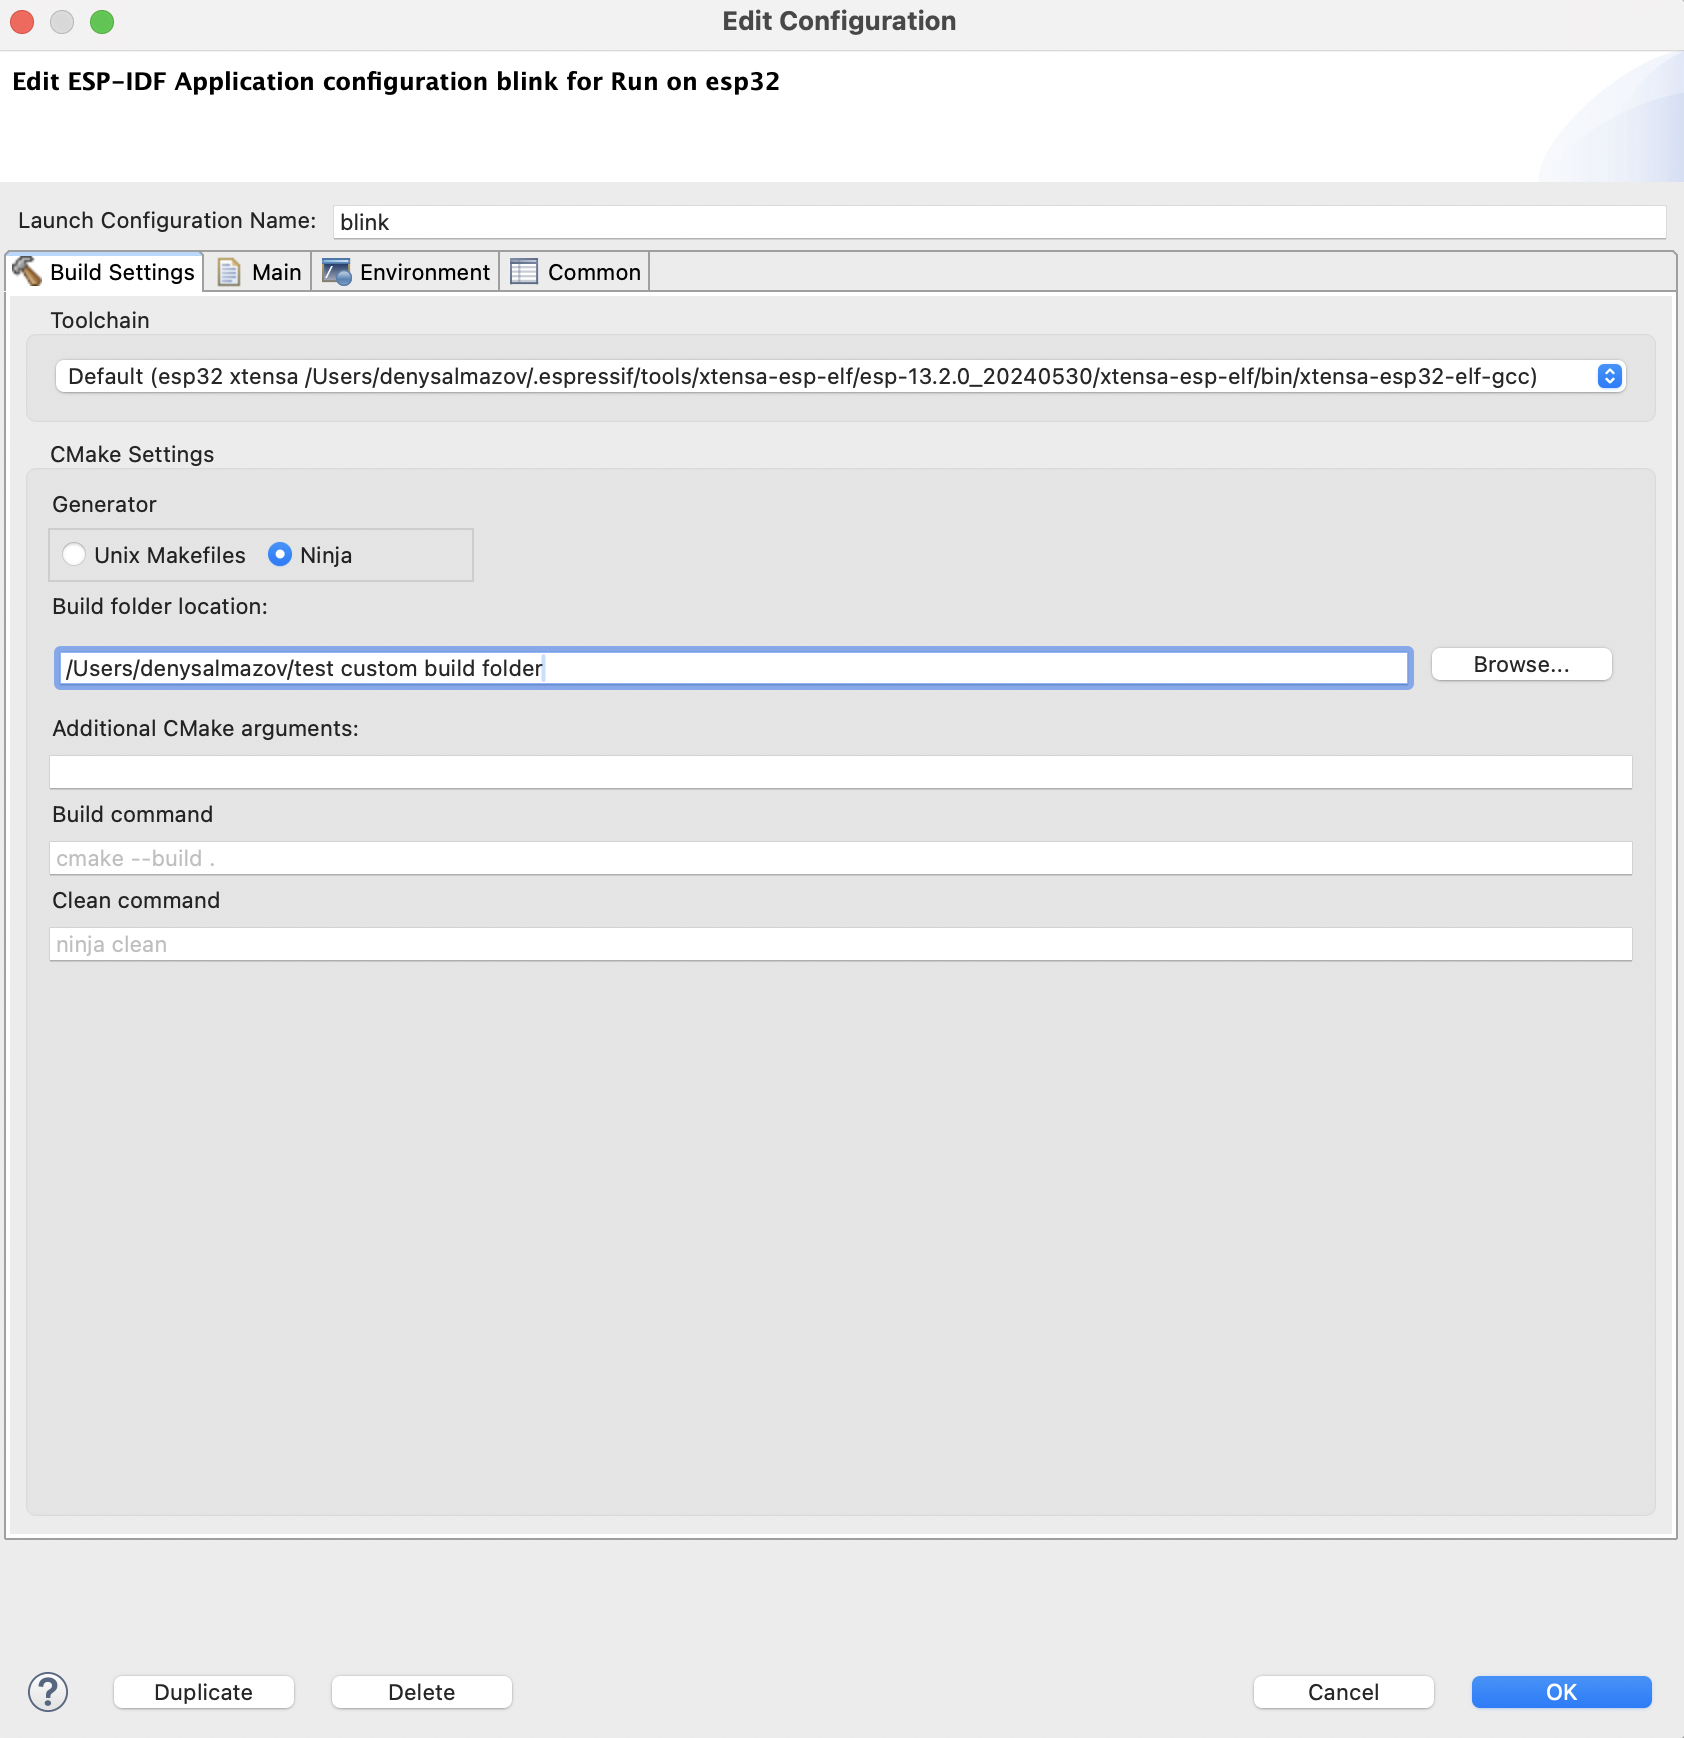 Edit Configuration
Edit ESP-IDF Application configuration blink for Run on esp32
Launch Configuration Name: blink
Build Settings Main Environment Common
Toolchain
Default (esp32 xtensa /Users/denysalmazov/.espressif/tools/xtensa-esp-elf/esp-13.2.0_20240530/xtensa-esp-elf/bin/xtensa-esp32-elf-gcc)
CMake Settings
Generator
Unix Makefiles Ninja
Build folder location:
/Users/denysalmazov/test custom build folder Browse...
Additional CMake arguments:
Build command
cmake --build .
Clean command
ninja clean
? Duplicate Delete Cancel OK